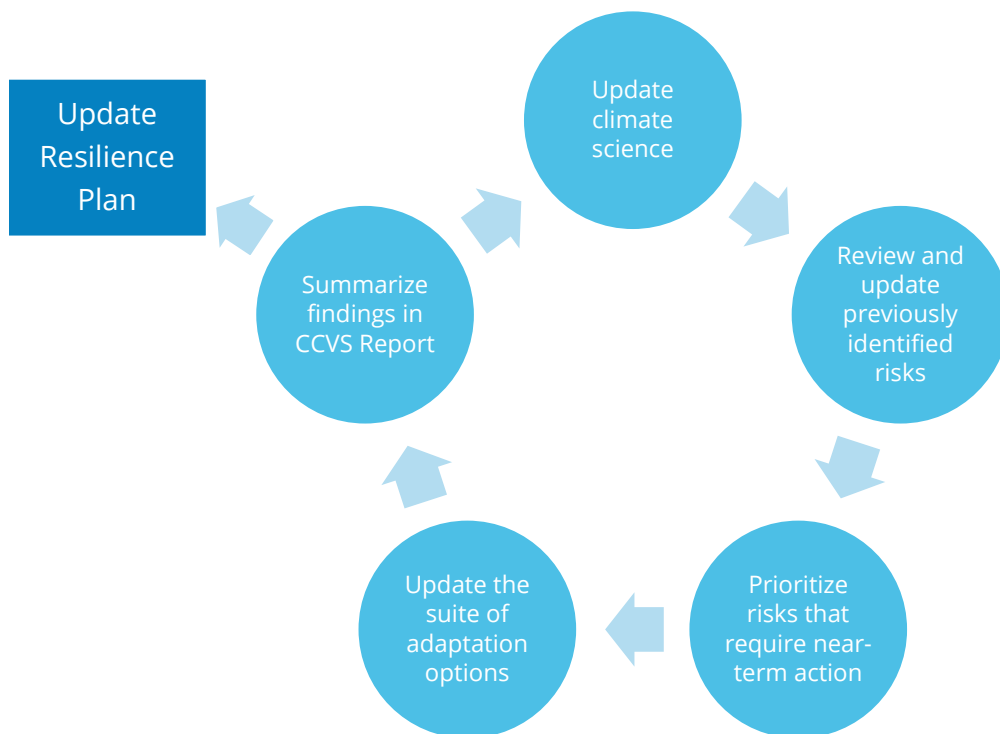 Update
Resilience
Plan
Update
climate
science
Review and
update
previously
identified
risks
Prioritize
risks that
require near-
term action
Update the
suite of
adaptation
options
Summarize
findings in
CCVS Report